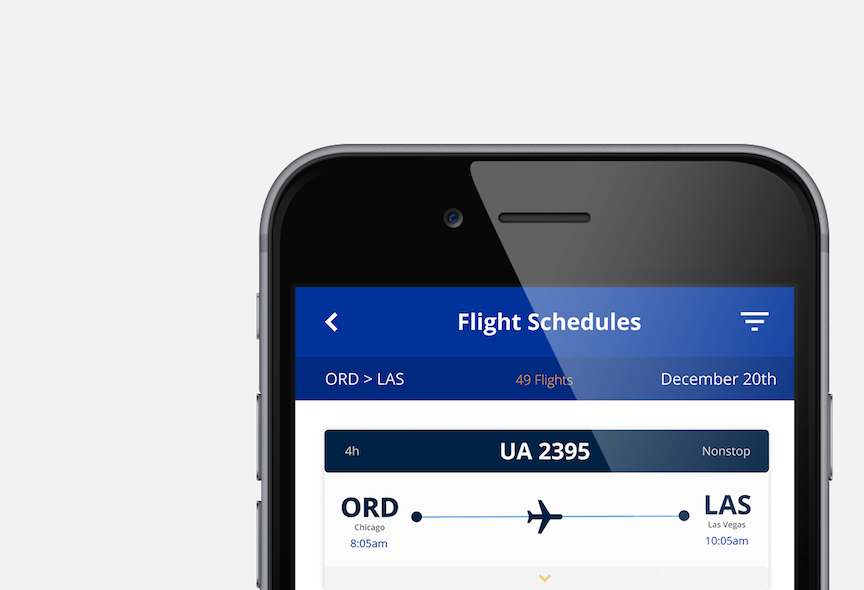 Flight Schedules
ORD > LAS 49 Flights December 20th
4h UA 2395 Nonstop
ORD LAS
Chicago Las Vegas
8:05am 10:05am